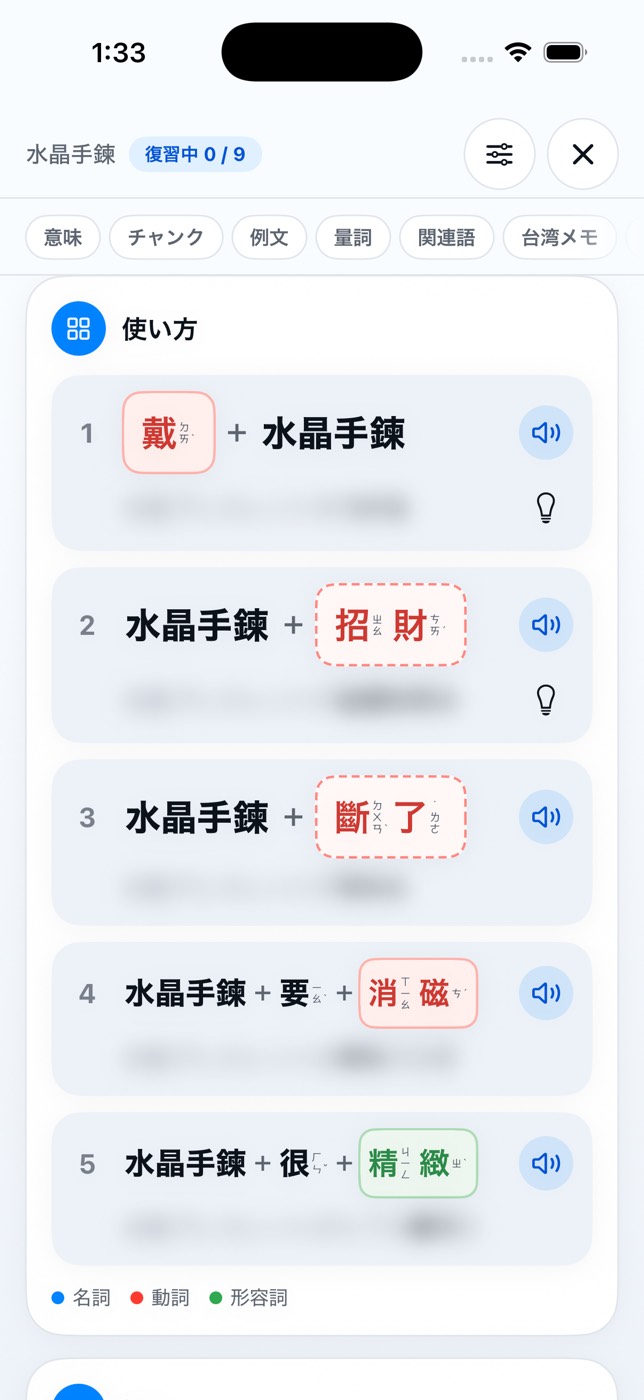 1:33
水晶手鍊 復習中 0 / 9
意味 チャンク 例文 量詞 関連語 台湾メモ
使い方
1 戴ㄉㄞˋ + 水晶手鍊
2 水晶手鍊 + 招ㄓㄠ 財ㄘㄞˊ
3 水晶手鍊 + 斷ㄉㄨㄢˋ 了˙ㄌㄜ
4 水晶手鍊 + 要ㄧㄠˋ + 消ㄒㄧㄠ 磁ㄘˊ
5 水晶手鍊 + 很ㄏㄣˇ + 精ㄐㄧㄥ 緻ㄓˋ
名詞 動詞 形容詞